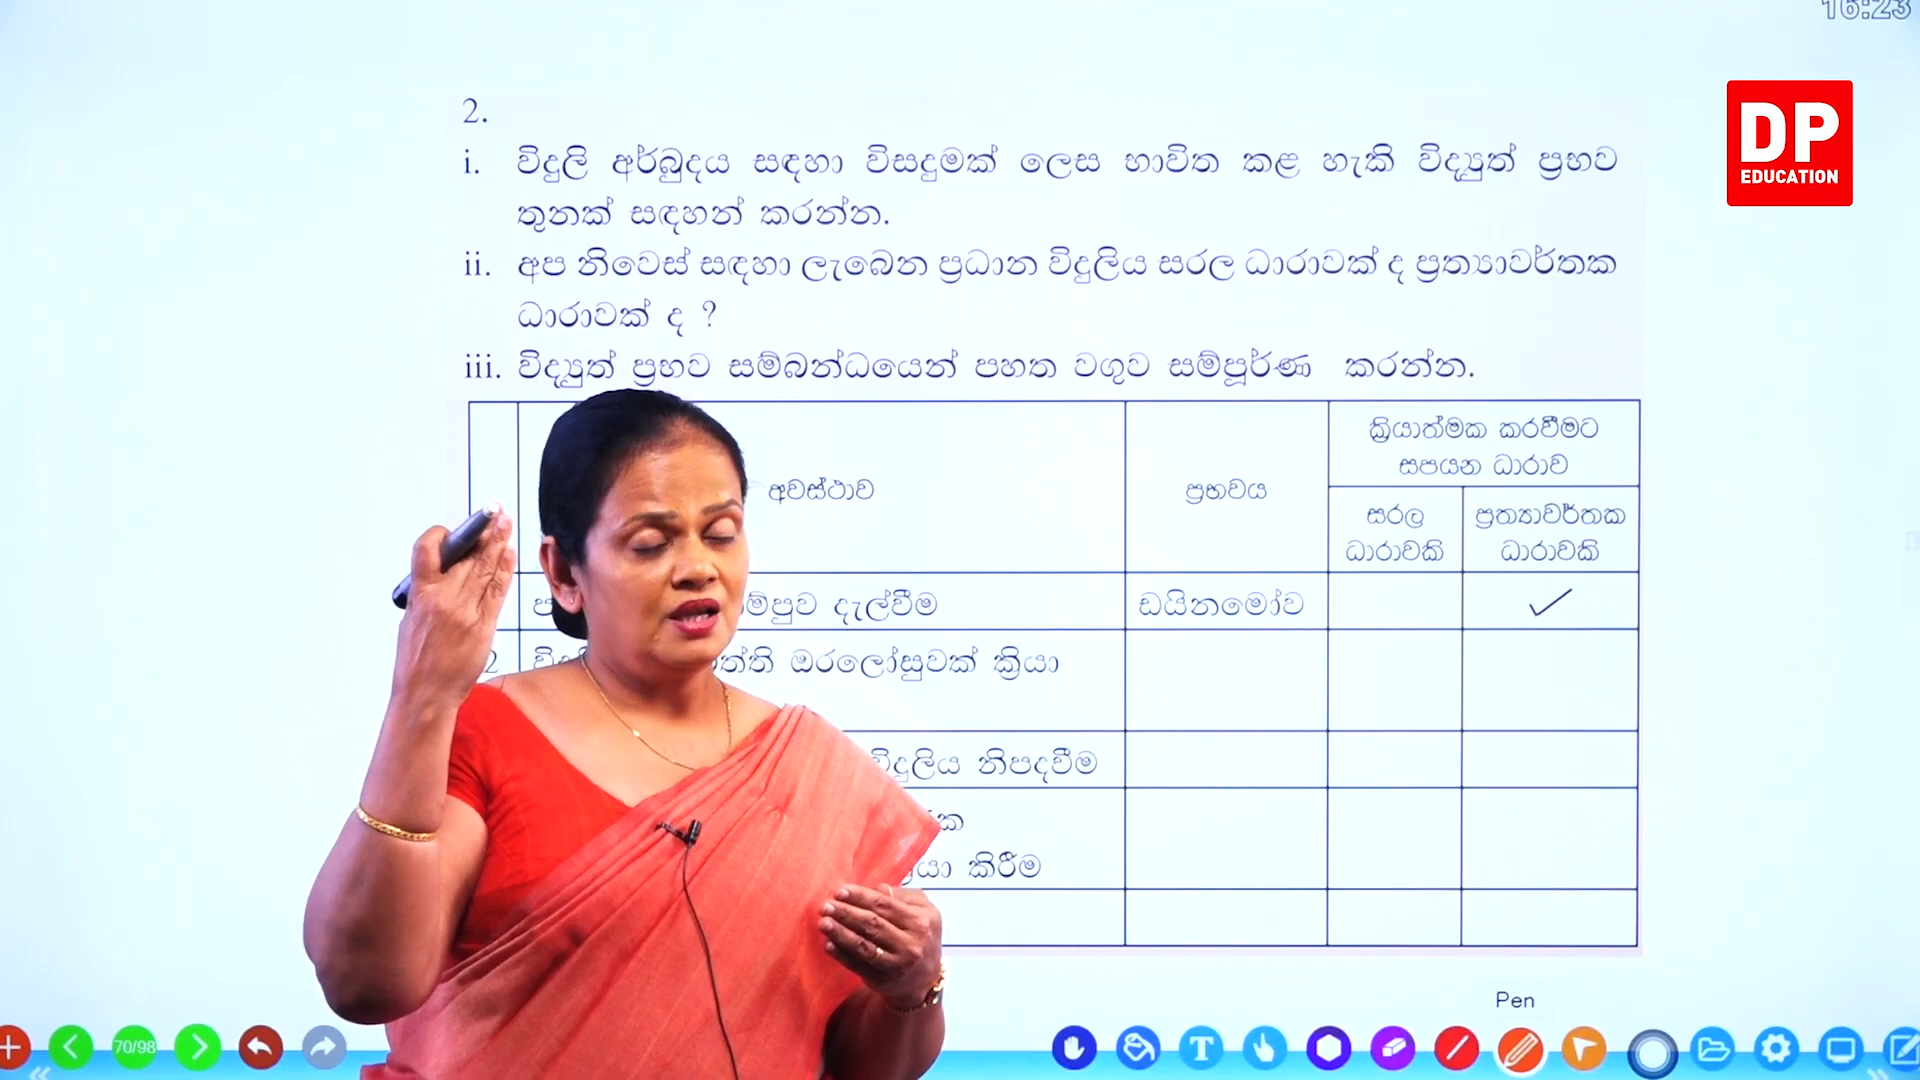 16:23
DP
EDUCATION
2.
i. විදුලි අර්බුදය සඳහා විසදුමක් ලෙස භාවිත කළ හැකි විද්‍යුත් ප්‍රභව
තුනක් සඳහන් කරන්න.
ii. අප නිවෙස් සඳහා ලැබෙන ප්‍රධාන විදුලිය සරල ධාරාවක් ද ප්‍රත්‍යාවර්තක
ධාරාවක් ද ?
iii. විද්‍යුත් ප්‍රභව සම්බන්ධයෙන් පහත වගුව සම්පූර්ණ කරන්න.
අවස්ථාව
ප්‍රභවය
ක්‍රියාත්මක කරවීමට
සපයන ධාරාව
සරල
ධාරාවකි
ප්‍රත්‍යාවර්තක
ධාරාවකි
දැල්වීම ඩයිනමෝව ✓
2 ඔරලෝසුවක් ක්‍රියා
විදුලිය නිපදවීම
කිරීම
Pen
70/98
T